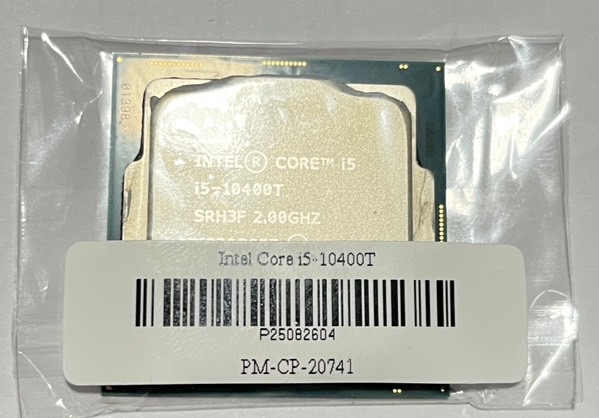 INTEL® CORE™ i5
i5-10400T
SRH3F 2.00GHZ
Intel Core i5-10400T
P25082604
PM-CP-20741